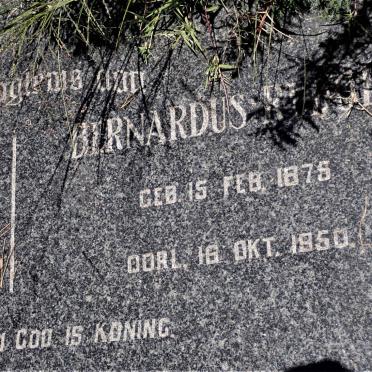 BERNARDUS
GEB. 15 FEB. 1875
OORL. 16 OKT. 1950.
GOD IS KONING.